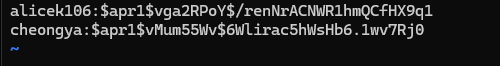 alicek106:$apr1$vga2RPoY$/renNrACNWR1hmQCfHX9q1
cheongya:$apr1$vMum55Wv$6Wlirac5hWsHb6.1wv7Rj0
~